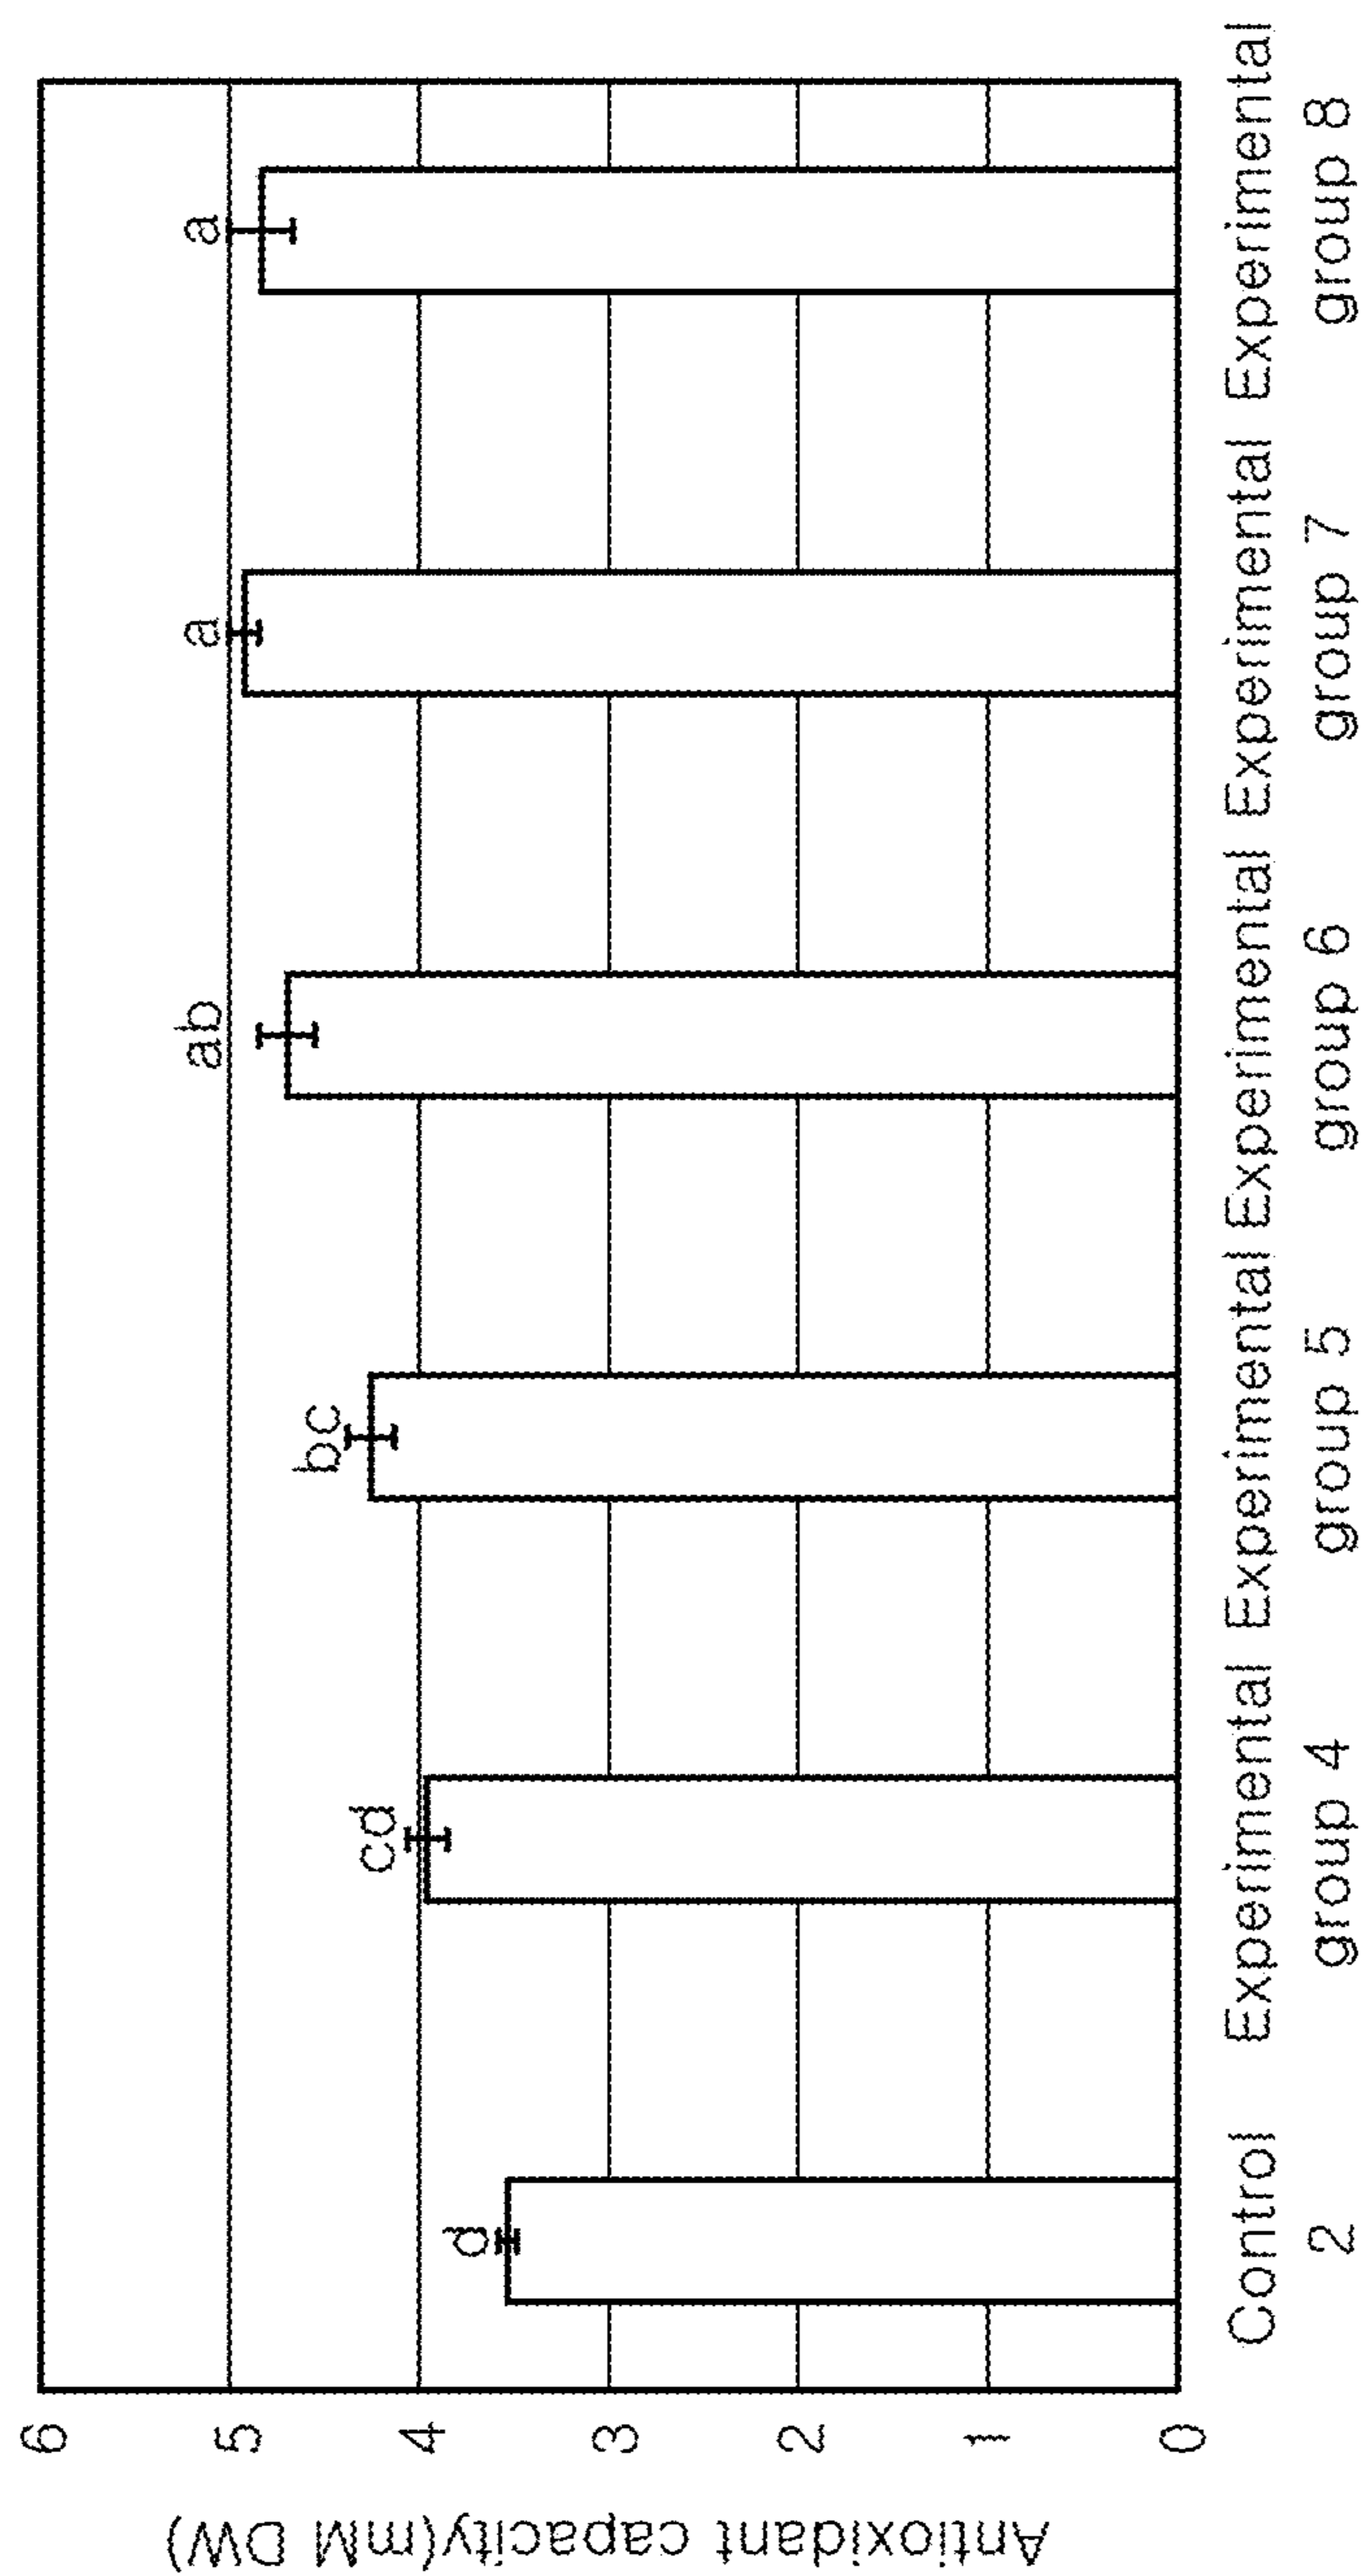 Antioxidant capacity(mM DW)
6
5
4
3
2
1
0
d
cd
bc
ab
a
a
Control Experimental Experimental Experimental Experimental Experimental
2 group 4 group 5 group 6 group 7 group 8